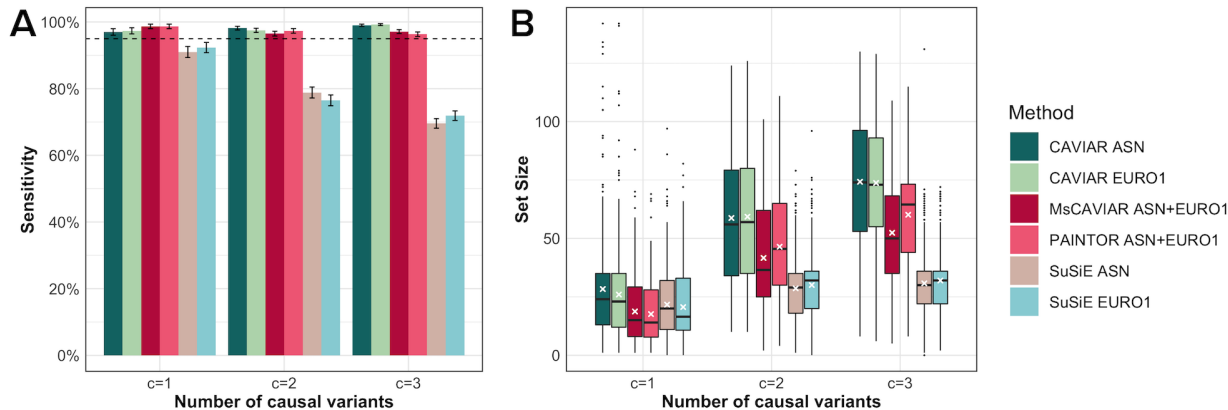 A
100%
80%
60%
40%
20%
0%
Sensitivity
c=1
c=2
c=3
Number of causal variants
B
100
50
0
Set Size
c=1
c=2
c=3
Number of causal variants
Method
CAVIAR ASN
CAVIAR EURO1
MsCAVIAR ASN+EURO1
PAINTOR ASN+EURO1
SuSiE ASN
SuSiE EURO1